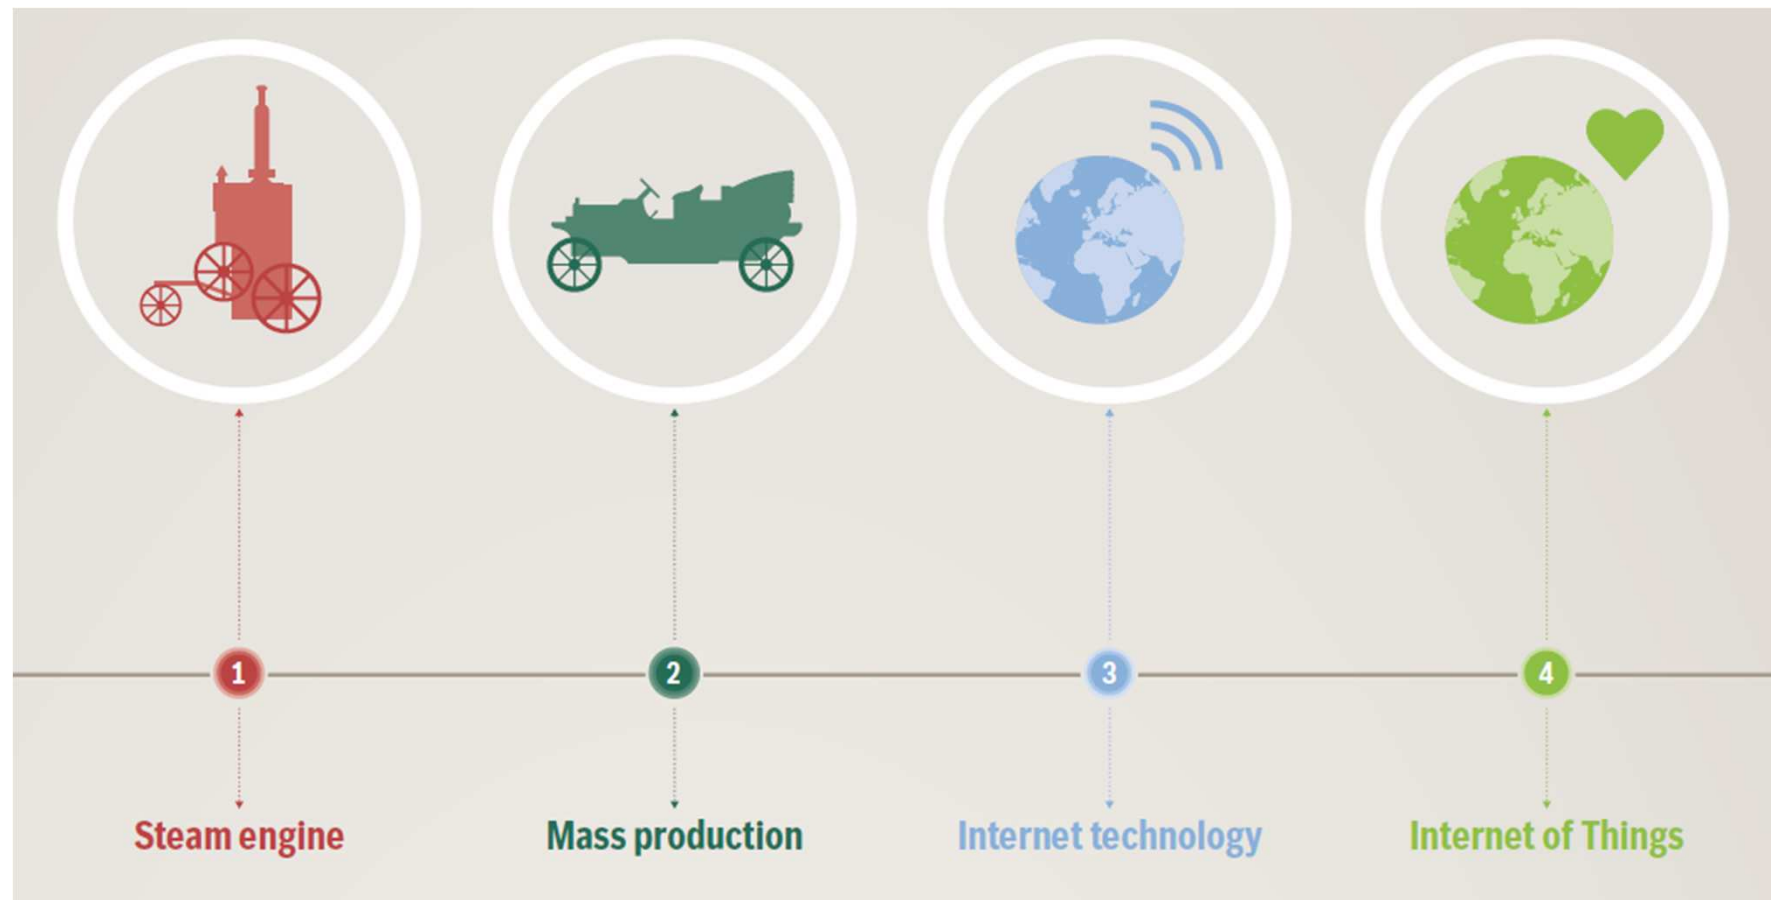 1
2
3
4
Steam engine
Mass production
Internet technology
Internet of Things